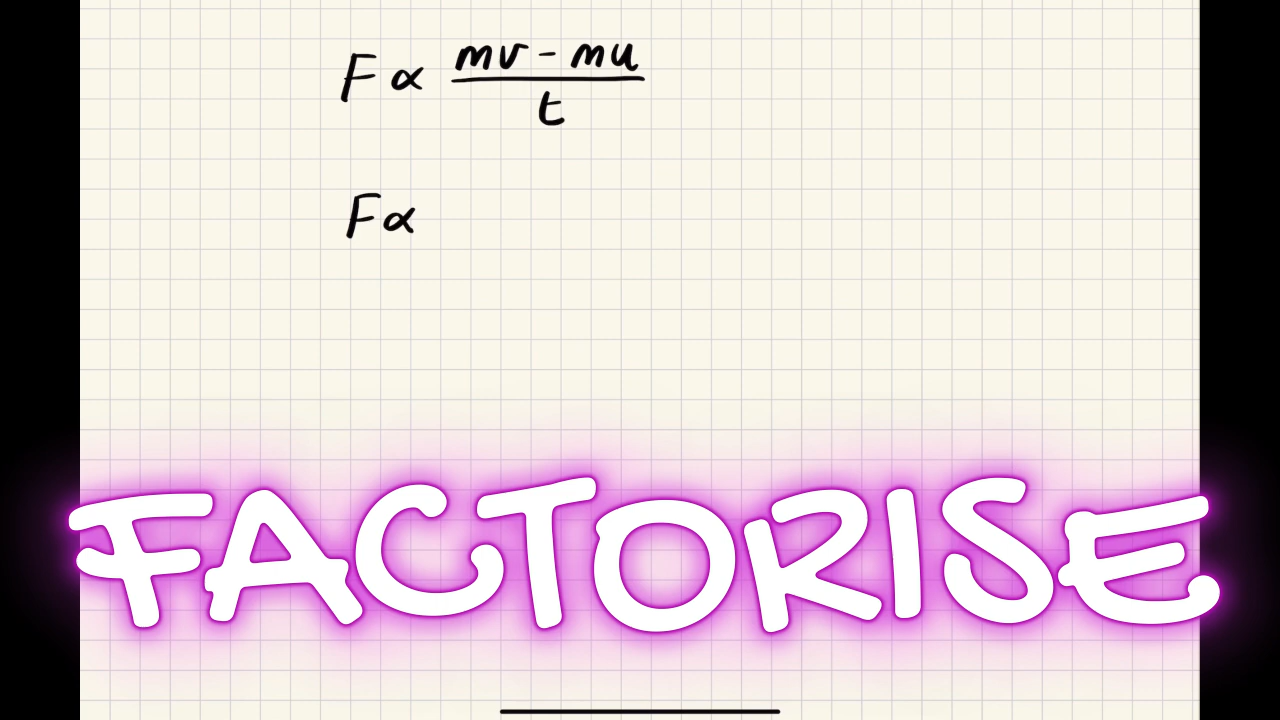 F ∝ mv - mu
t
F ∝
FACTORISE